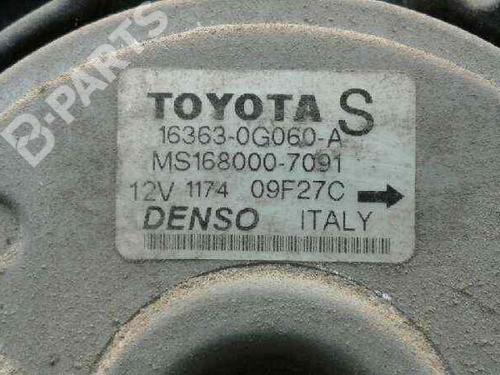 B-PARTS
TOYOTA S
16363-0G060-A
MS168000-7091
12V 1174 09F27C
DENSO ITALY